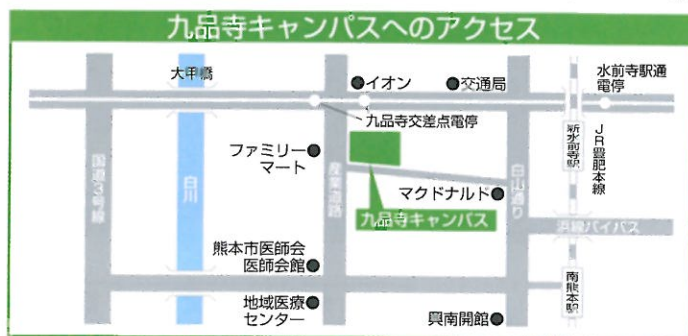 九品寺キャンパスへのアクセス
大甲橋
イオン
交通局
水前寺駅通
電停
九品寺交差点電停
ファミリー
マート
国道3号線
白川
産業道路
白山通り
新水前寺駅
JR豊肥本線
マクドナルド
九品寺キャンパス
浜線バイパス
熊本市医師会
医師会館
地域医療
センター
興南開館
南熊本駅